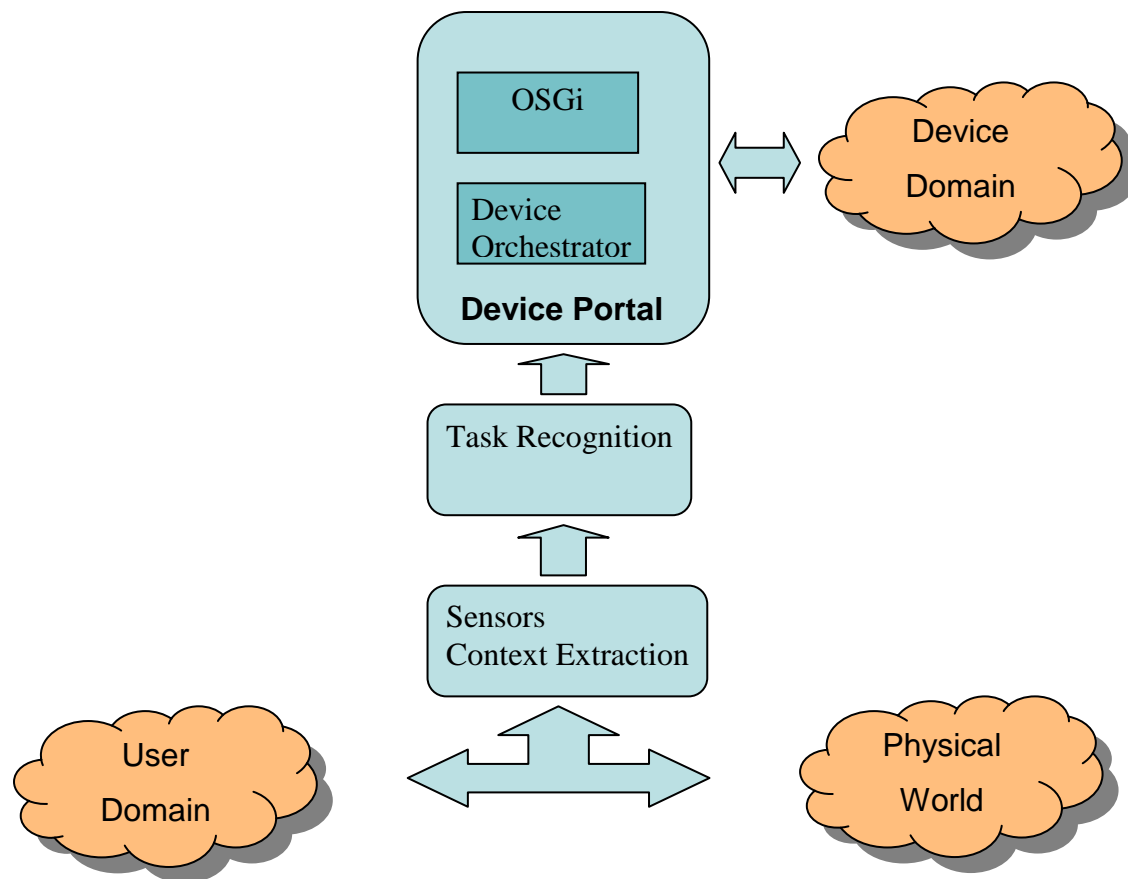 OSGi
Device
Orchestrator
Device Portal
Device
Domain
Task Recognition
Sensors
Context Extraction
User
Domain
Physical
World